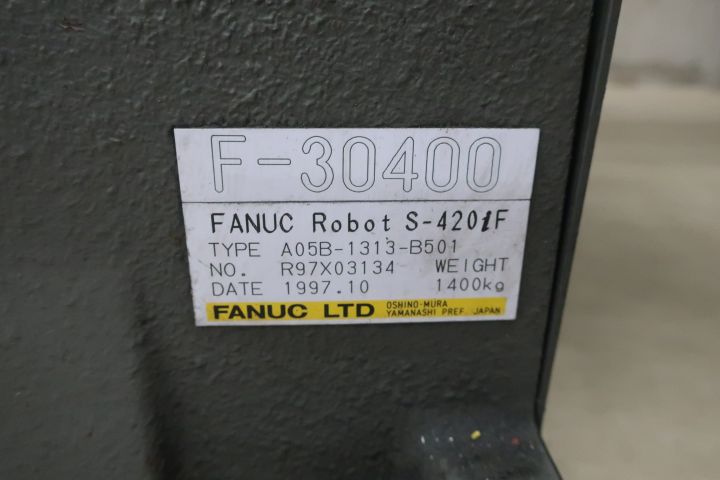 F-30400
FANUC Robot S-420iF
TYPE A05B-1313-B501
NO. R97X03134 WEIGHT
DATE 1997.10 1400kg
FANUC LTD OSHINO-MURA
YAMANASHI PREF. JAPAN